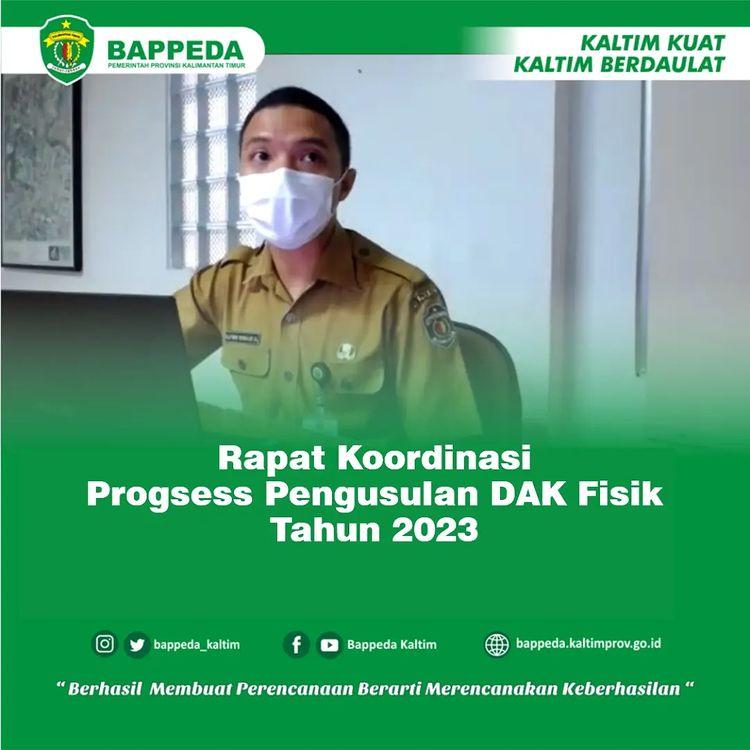 BAPPEDA
PEMERINTAH PROVINSI KALIMANTAN TIMUR
KALTIM KUAT
KALTIM BERDAULAT
Rapat Koordinasi
Progsess Pengusulan DAK Fisik
Tahun 2023
bappeda_kaltim
Bappeda Kaltim
bappeda.kaltimprov.go.id
“ Berhasil Membuat Perencanaan Berarti Merencanakan Keberhasilan “